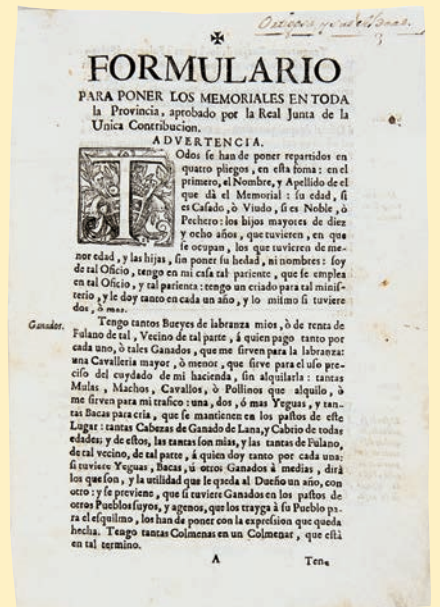 ✠
FORMULARIO
PARA PONER LOS MEMORIALES EN TODA
la Provincia, aprobado por la Real Junta de la
Unica Contribucion.
ADVERTENCIA.
TOdos se han de poner repartidos en
quatro pliegos, en esta foma: en el
primero, el Nombre, y Apellido de el
que dà el Memorial: su edad, si
es Casado, ò Viudo, si es Noble, ò
Pechero: los hijos mayores de diez
y ocho años, que tuvieren, en que
se ocupan, los que tuvieren de me-
nor edad, y las hijas, sin poner su hedad, ni nombres: soy
de tal Oficio, tengo en mi casa tal pariente, que se emplea
en tal Oficio, y tal parienta: tengo un criado para tal minis-
terio, y le doy tanto en cada un año, y lo mismo si tuviere
dos, ò mas.
Ganados.
Tengo tantos Bueyes de labranza mios, ò de renta de
Fulano de tal, Vecino de tal parte, á quien pago tanto por
cada uno, ò tales Ganados, que me sirven para la labranza:
una Cavalleria mayor, ò menor, que sirve para el uso pre-
ciso del cuydado de mi hacienda, sin alquilarla: tantas
Mulas, Machos, Cavallos, ò Pollinos que alquilo, ò
me sirven para mi trafico: una, dos, ó mas Yeguas, y tan-
tas Bacas para cria, que se mantienen en los pastos de este
Lugar: tantas Cabezas de Ganado de Lana, y Cabrio de todas
edades; y de estos, las tantas son mias, y las tantas de Fulano,
de tal vecino, de tal parte, á quien doy tanto por cada una:
si tuviere Yeguas, Bacas, ú otros Ganados à medias, dirà
los que son, y la utilidad que le queda al Dueño un año, con
otro: y se previene, que si tuviere Ganados en los pastos de
otros Pueblos suyos, y agenos, que los trayga à su Pueblo pa-
ra el esquilmo, los han de poner con la expresion que queda
hecha. Tengo tantas Colmenas en un Colmenar, que està
en tal termino.
A
Ten-